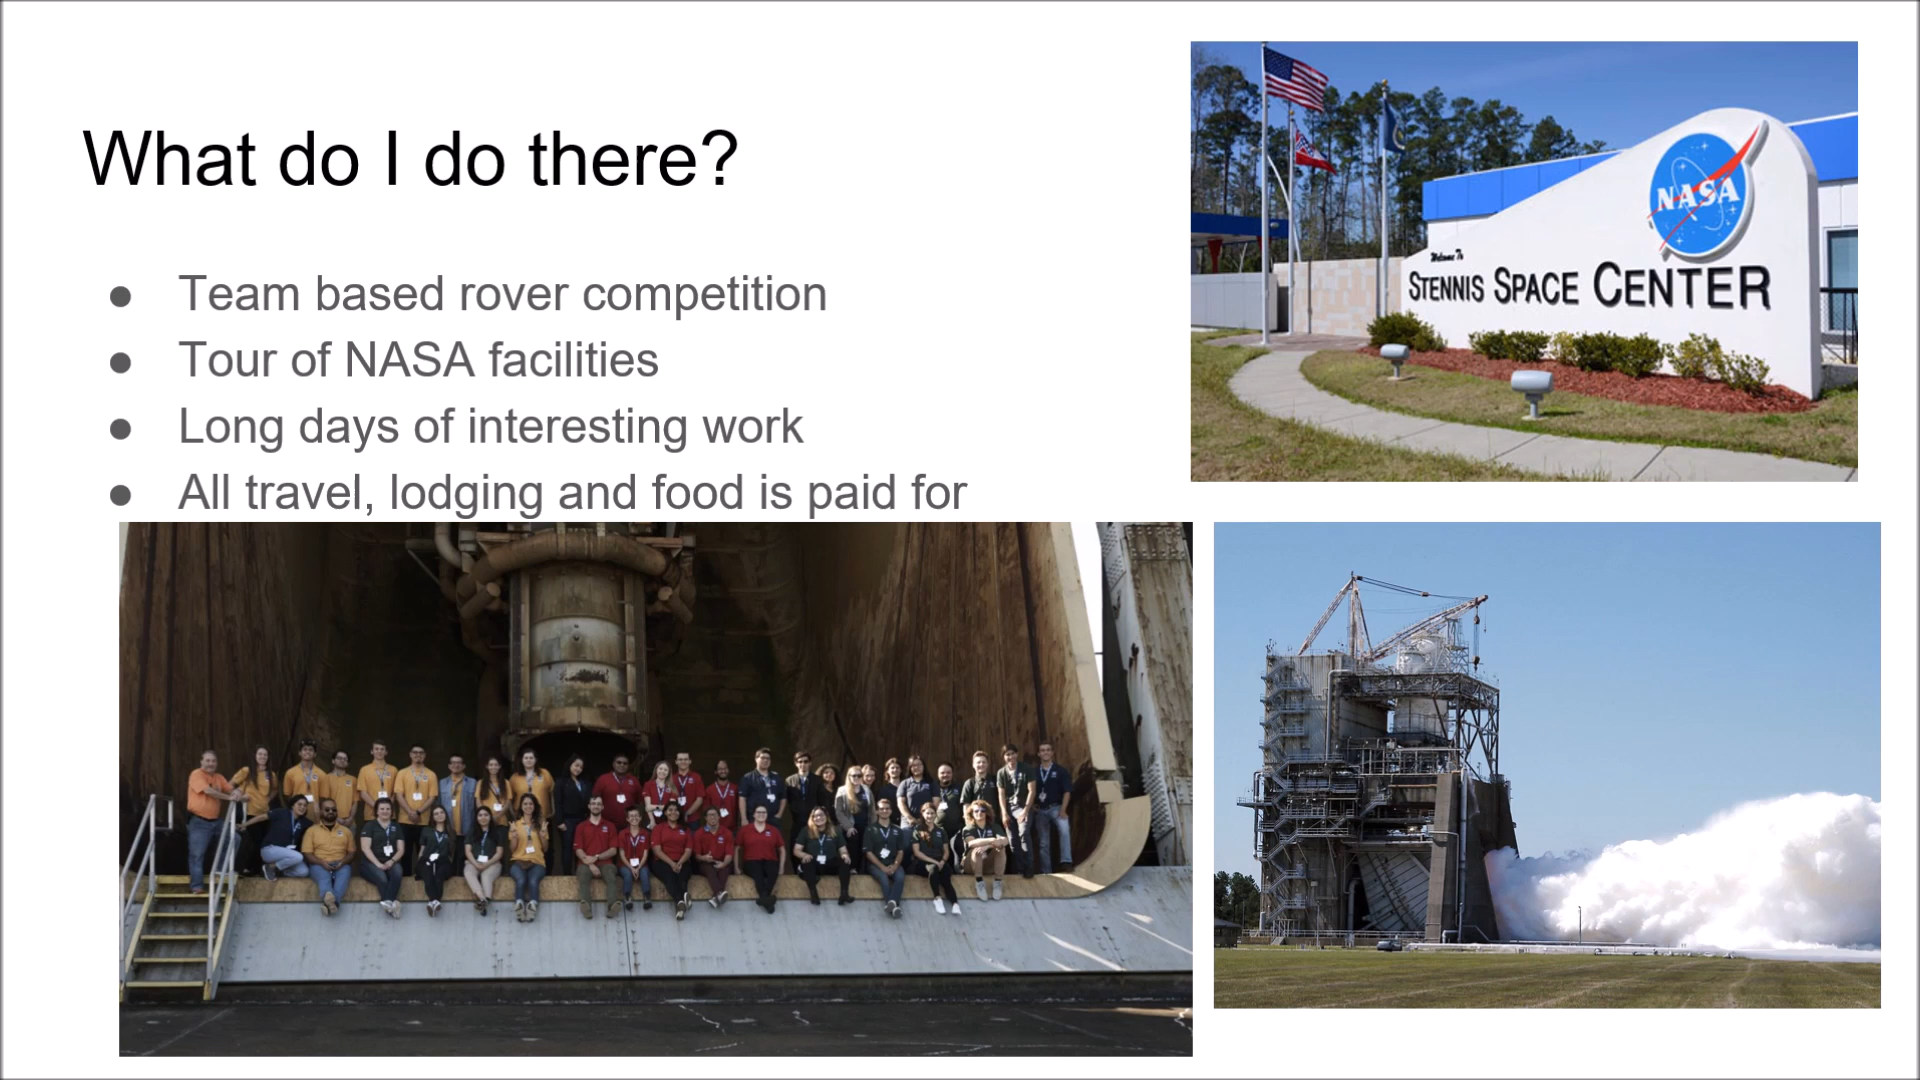 What do I do there?
● Team based rover competition
● Tour of NASA facilities
● Long days of interesting work
● All travel, lodging and food is paid for
NASA
Welcome To
STENNIS SPACE CENTER